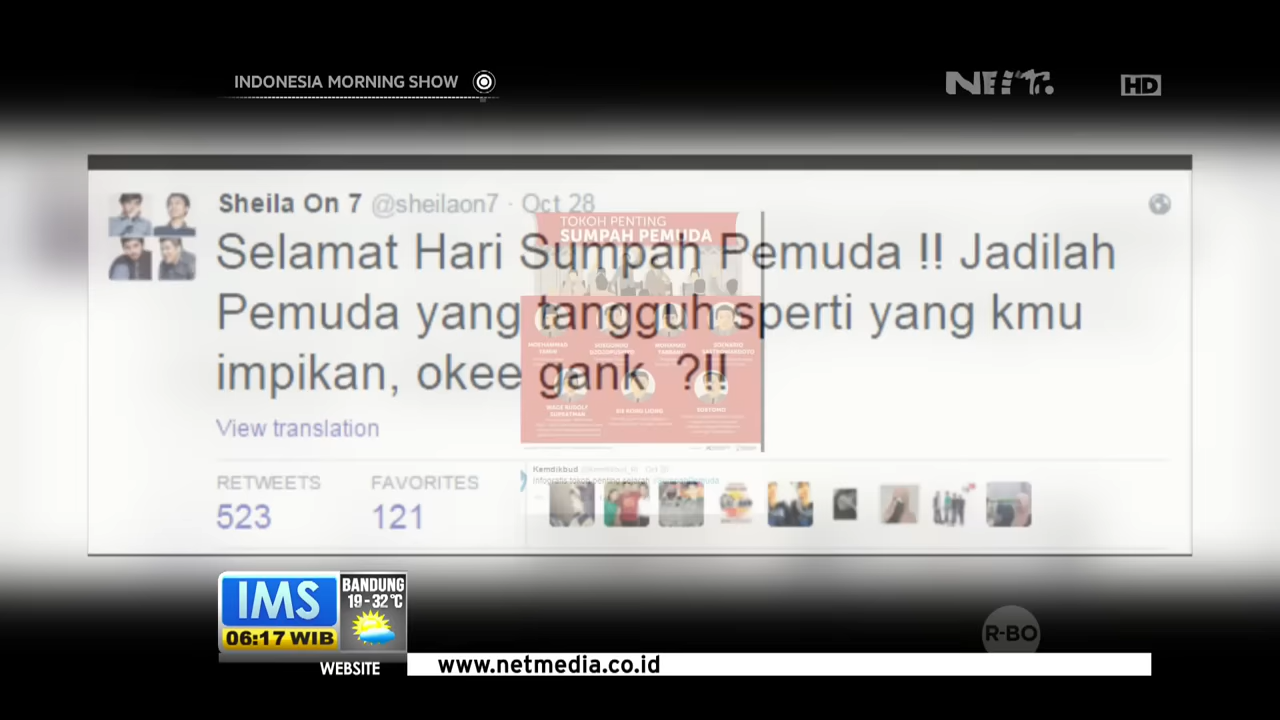 INDONESIA MORNING SHOW
NET.
HD
Sheila On 7 @sheilaon7 · Oct 28
TOKOH PENTING
SUMPAH PEMUDA
Selamat Hari Sumpah Pemuda !! Jadilah
Pemuda yang tangguh sperti yang kmu
impikan, okee gank ?!!
View translation
RETWEETS FAVORITES
523 121
Kemdikbud
IMS
BANDUNG
19-32°C
06:17 WIB
R-BO
WEBSITE
www.netmedia.co.id